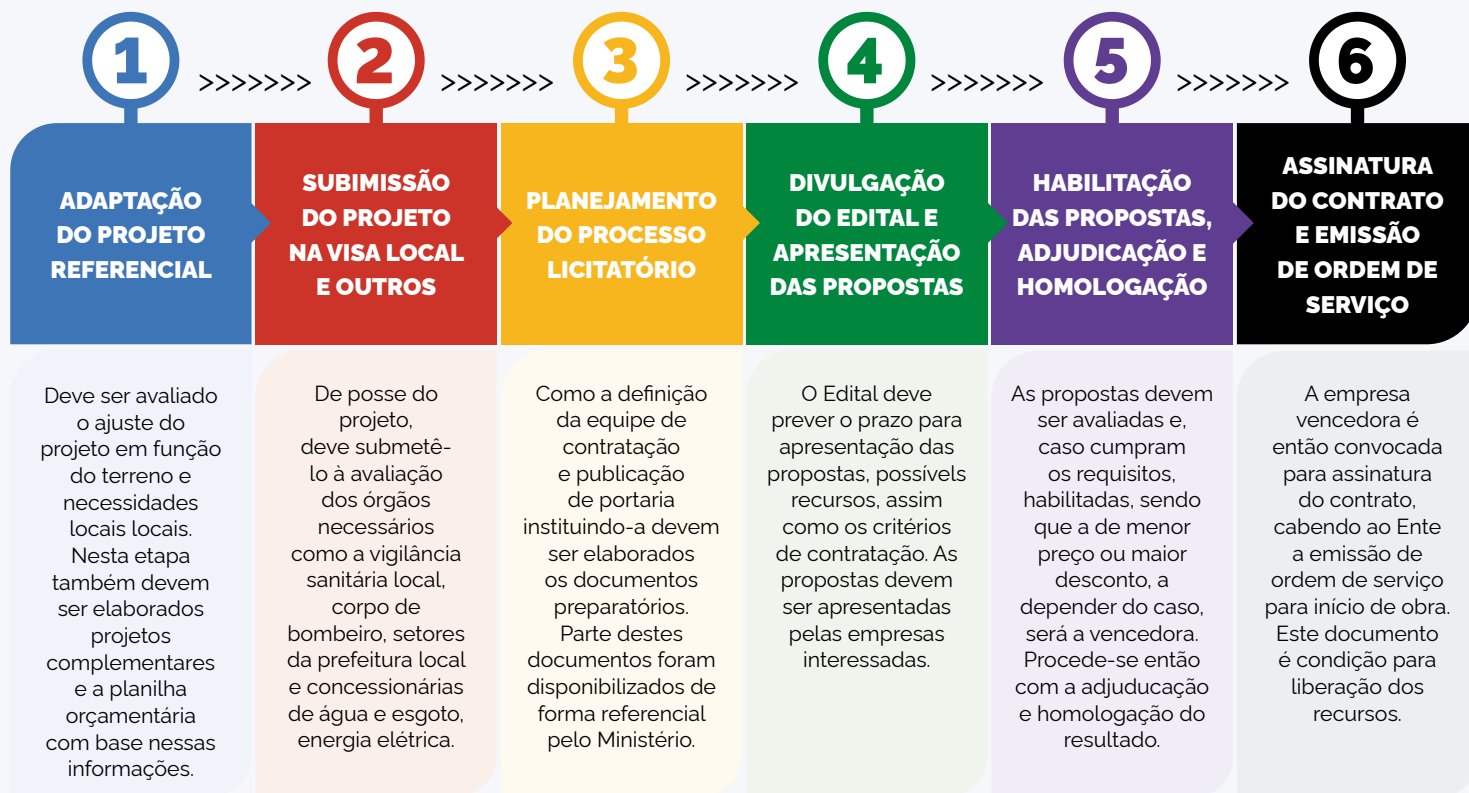 1
>>>>>>>
2
>>>>>>>
3
>>>>>>>
4
>>>>>>>
5
>>>>>>>
6
ADAPTAÇÃO
DO PROJETO
REFERENCIAL
SUBIMISSÃO
DO PROJETO
NA VISA LOCAL
E OUTROS
PLANEJAMENTO
DO PROCESSO
LICITATÓRIO
DIVULGAÇÃO
DO EDITAL E
APRESENTAÇÃO
DAS PROPOSTAS
HABILITAÇÃO
DAS PROPOSTAS,
ADJUDICAÇÃO E
HOMOLOGAÇÃO
ASSINATURA
DO CONTRATO
E EMISSÃO
DE ORDEM DE
SERVIÇO
Deve ser avaliado
o ajuste do
projeto em função
do terreno e
necessidades
locais locais.
Nesta etapa
também devem
ser elaborados
projetos
complementares
e a planilha
orçamentária
com base nessas
informações.
De posse do
projeto,
deve submetê-
lo à avaliação
dos órgãos
necessários
como a vigilância
sanitária local,
corpo de
bombeiro, setores
da prefeitura local
e concessionárias
de água e esgoto,
energia elétrica.
Como a definição
da equipe de
contratação
e publicação
de portaria
instituindo-a devem
ser elaborados
os documentos
preparatórios.
Parte destes
documentos foram
disponibilizados de
forma referencial
pelo Ministério.
O Edital deve
prever o prazo para
apresentação das
propostas, possívels
recursos, assim
como os critérios
de contratação. As
propostas devem
ser apresentadas
pelas empresas
interessadas.
As propostas devem
ser avaliadas e,
caso cumpram
os requisitos,
habilitadas, sendo
que a de menor
preço ou maior
desconto, a
depender do caso,
será a vencedora.
Procede-se então
com a adjuducação
e homologação do
resultado.
A empresa
vencedora é
então convocada
para assinatura
do contrato,
cabendo ao Ente
a emissão de
ordem de serviço
para início de obra.
Este documento
é condição para
liberação dos
recursos.